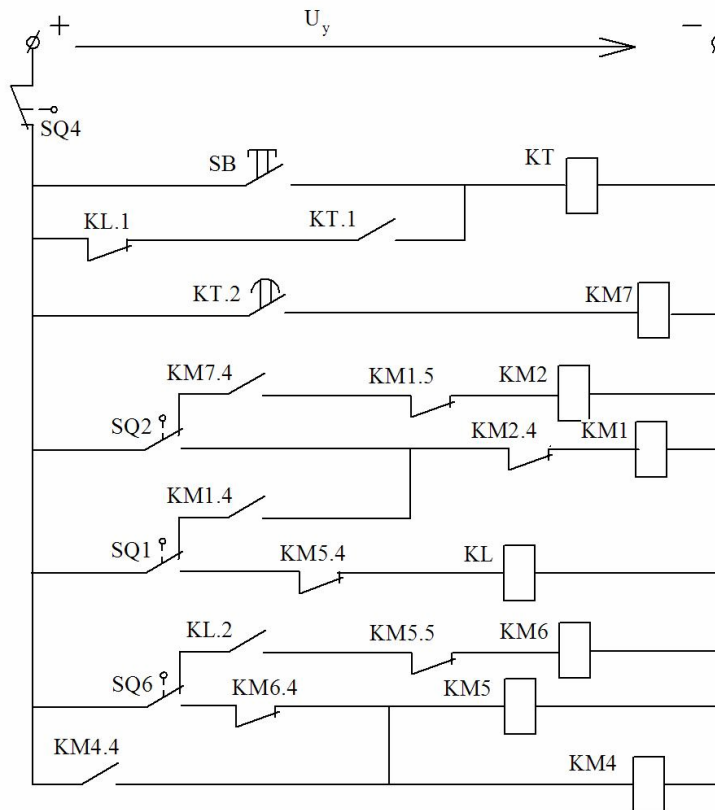 + U_y −
SQ4
SB KT
KL.1 KT.1
KT.2 KM7
KM7.4 KM1.5 KM2
SQ2 KM2.4 KM1
KM1.4
SQ1 KM5.4 KL
KL.2 KM5.5 KM6
SQ6 KM6.4 KM5
KM4.4 KM4